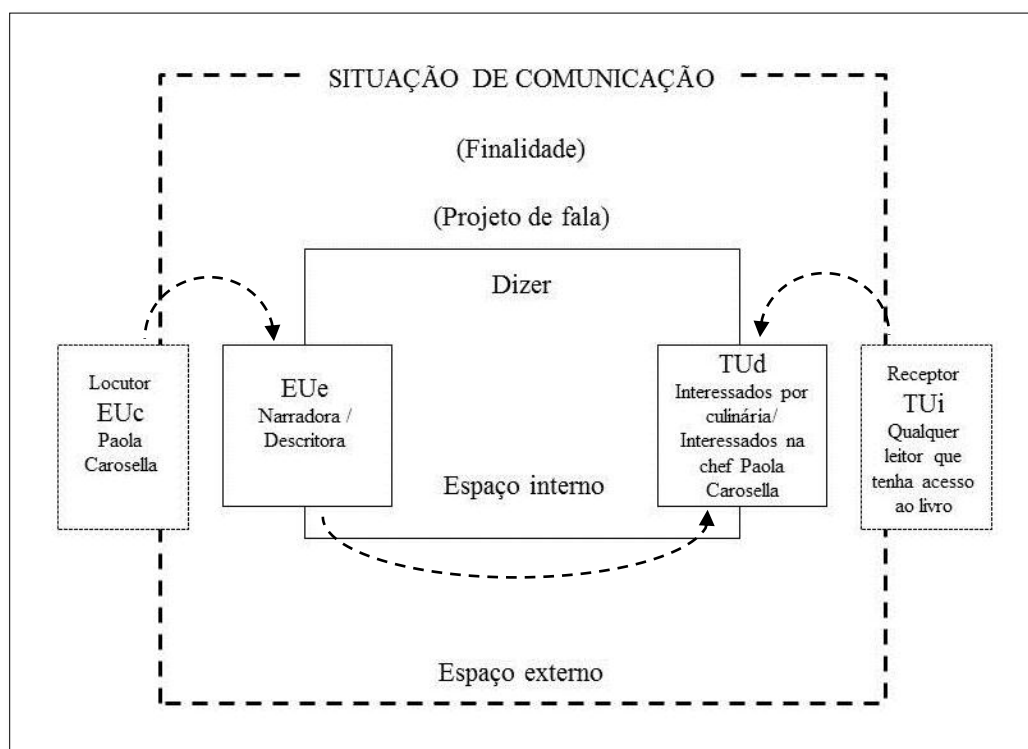 SITUAÇÃO DE COMUNICAÇÃO
(Finalidade)
(Projeto de fala)
Dizer
Locutor
EUc
Paola
Carosella
EUe
Narradora /
Descritora
TUd
Interessados por
culinária/
Interessados na
chef Paola
Carosella
Receptor
TUi
Qualquer
leitor que
tenha acesso
ao livro
Espaço interno
Espaço externo